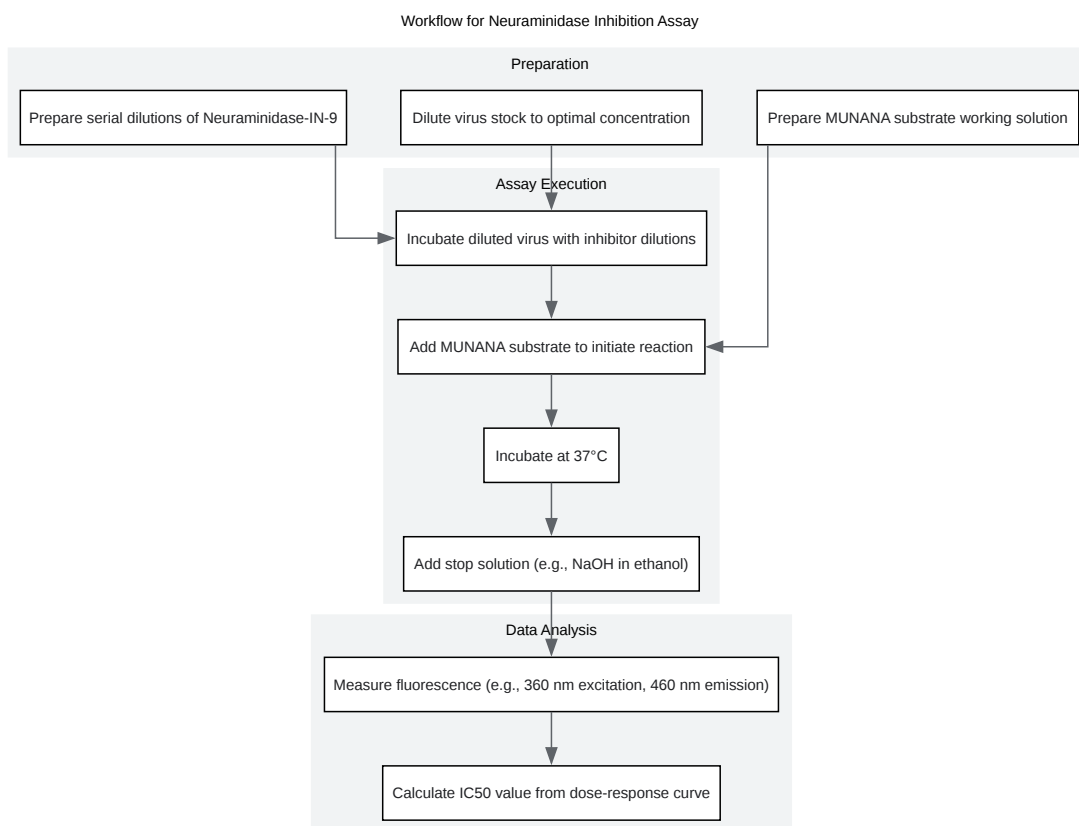 Workflow for Neuraminidase Inhibition Assay
Preparation
Prepare serial dilutions of Neuraminidase-IN-9
Dilute virus stock to optimal concentration
Prepare MUNANA substrate working solution
Assay Execution
Incubate diluted virus with inhibitor dilutions
Add MUNANA substrate to initiate reaction
Incubate at 37°C
Add stop solution (e.g., NaOH in ethanol)
Data Analysis
Measure fluorescence (e.g., 360 nm excitation, 460 nm emission)
Calculate IC50 value from dose-response curve